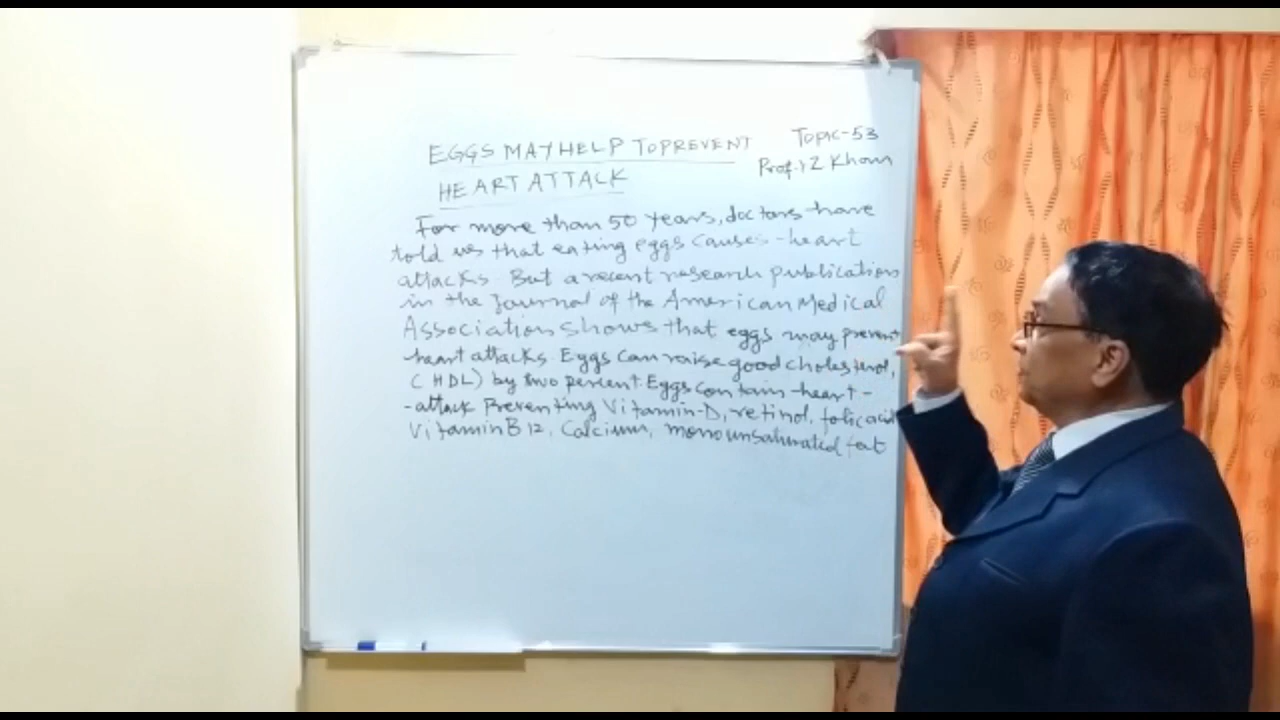 EGGS MAY HELP TO PREVENT
HEART ATTACK
Topic-53
Prof. IZ Khan
For more than 50 years, doctors have
told us that eating eggs causes heart
attacks. But a recent research publication
in the Journal of the American Medical
Association shows that eggs may prevent
heart attacks. Eggs can raise good cholesterol,
(HDL) by two percent. Eggs contain heart-
-attack Preventing Vitamin-D, retinol, folic acid
Vitamin B12, Calcium, monounsaturated fat